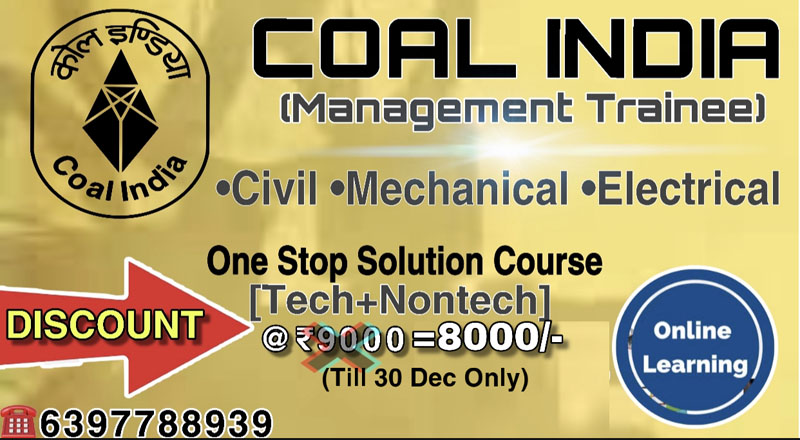 कोल इण्डिया
Coal India
COAL INDIA
(Management Trainee)
•Civil •Mechanical •Electrical
One Stop Solution Course
[Tech+Nontech]
DISCOUNT
@ ₹9000=8000/-
(Till 30 Dec Only)
Online
Learning
☎6397788939